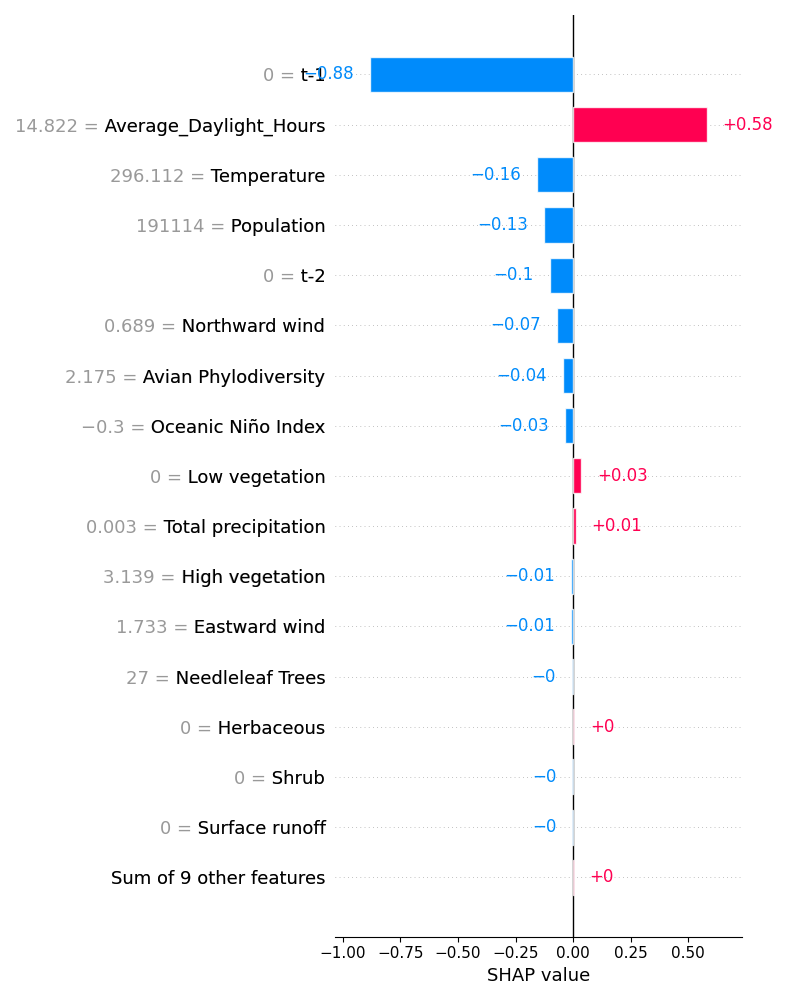 0 = t-1 −0.88
14.822 = Average_Daylight_Hours +0.58
296.112 = Temperature −0.16
191114 = Population −0.13
0 = t-2 −0.1
0.689 = Northward wind −0.07
2.175 = Avian Phylodiversity −0.04
−0.3 = Oceanic Niño Index −0.03
0 = Low vegetation +0.03
0.003 = Total precipitation +0.01
3.139 = High vegetation −0.01
1.733 = Eastward wind −0.01
27 = Needleleaf Trees −0
0 = Herbaceous +0
0 = Shrub −0
0 = Surface runoff −0
Sum of 9 other features +0
−1.00 −0.75 −0.50 −0.25 0.00 0.25 0.50
SHAP value